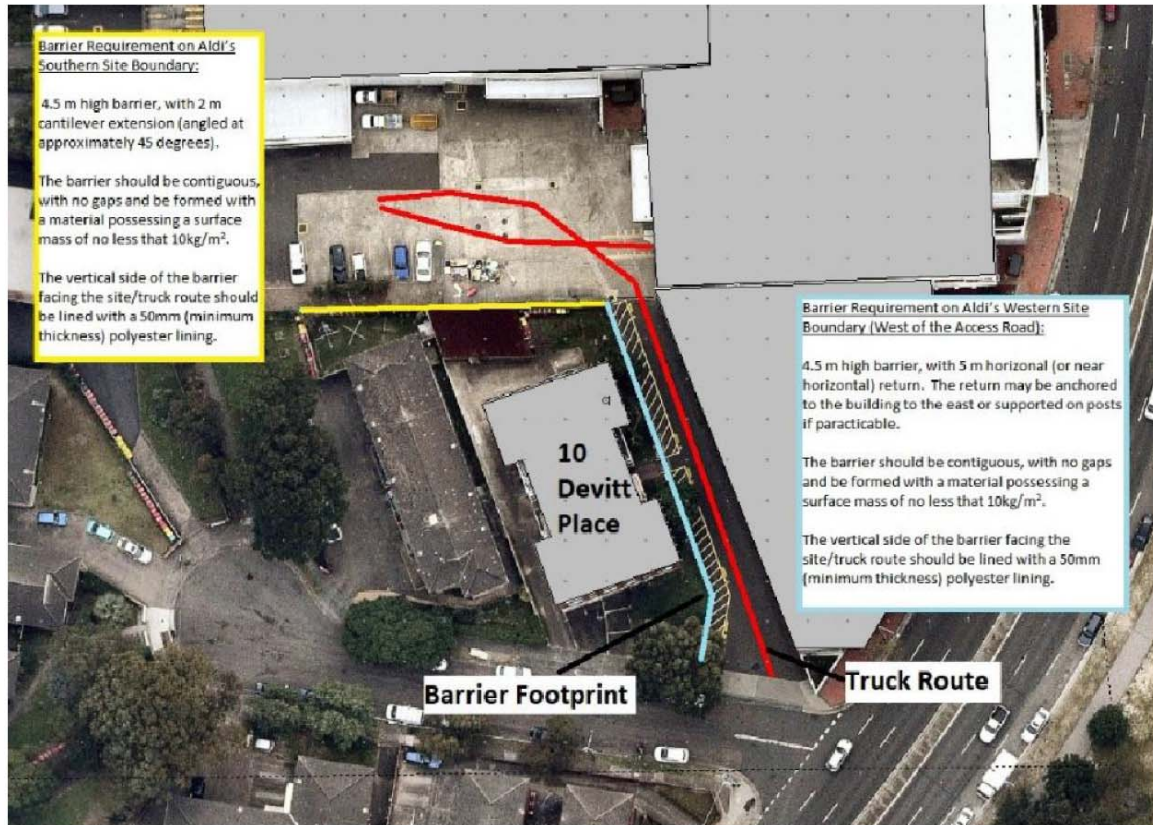 Barrier Requirement on Aldi's
Southern Site Boundary:
4.5 m high barrier, with 2 m
cantilever extension (angled at
approximately 45 degrees).
The barrier should be contiguous,
with no gaps and be formed with
a material possessing a surface
mass of no less that 10kg/m².
The vertical side of the barrier
facing the site/truck route should
be lined with a 50mm (minimum
thickness) polyester lining.
Barrier Requirement on Aldi's Western Site
Boundary (West of the Access Road):
4.5 m high barrier, with 5 m horizonal (or near
horizontal) return. The return may be anchored
to the building to the east or supported on posts
if paracticable.
The barrier should be contiguous, with no gaps
and be formed with a material possessing a
surface mass of no less that 10kg/m².
The vertical side of the barrier facing the
site/truck route should be lined with a 50mm
(minimum thickness) polyester lining.
10
Devitt
Place
Barrier Footprint
Truck Route